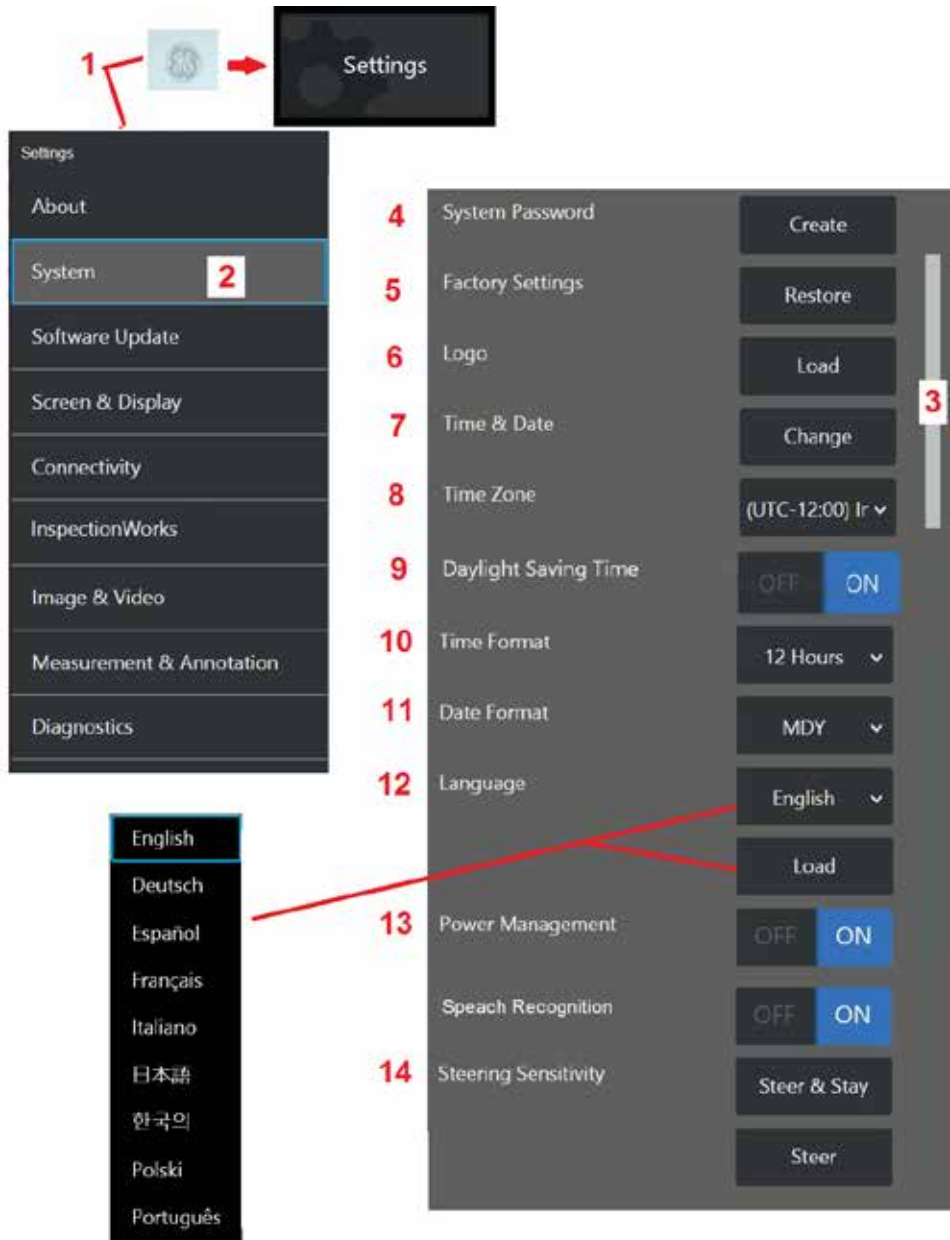 1
Settings
Settings
About
System 2
Software Update
Screen & Display
Connectivity
InspectionWorks
Image & Video
Measurement & Annotation
Diagnostics
English
Deutsch
Español
Français
Italiano
日本語
한국의
Polski
Português
3
4 System Password Create
5 Factory Settings Restore
6 Logo Load
7 Time & Date Change
8 Time Zone (UTC-12:00) Ir
9 Daylight Saving Time OFF ON
10 Time Format 12 Hours
11 Date Format MDY
12 Language English
Load
13 Power Management OFF ON
Speach Recognition OFF ON
14 Steering Sensitivity Steer & Stay
Steer